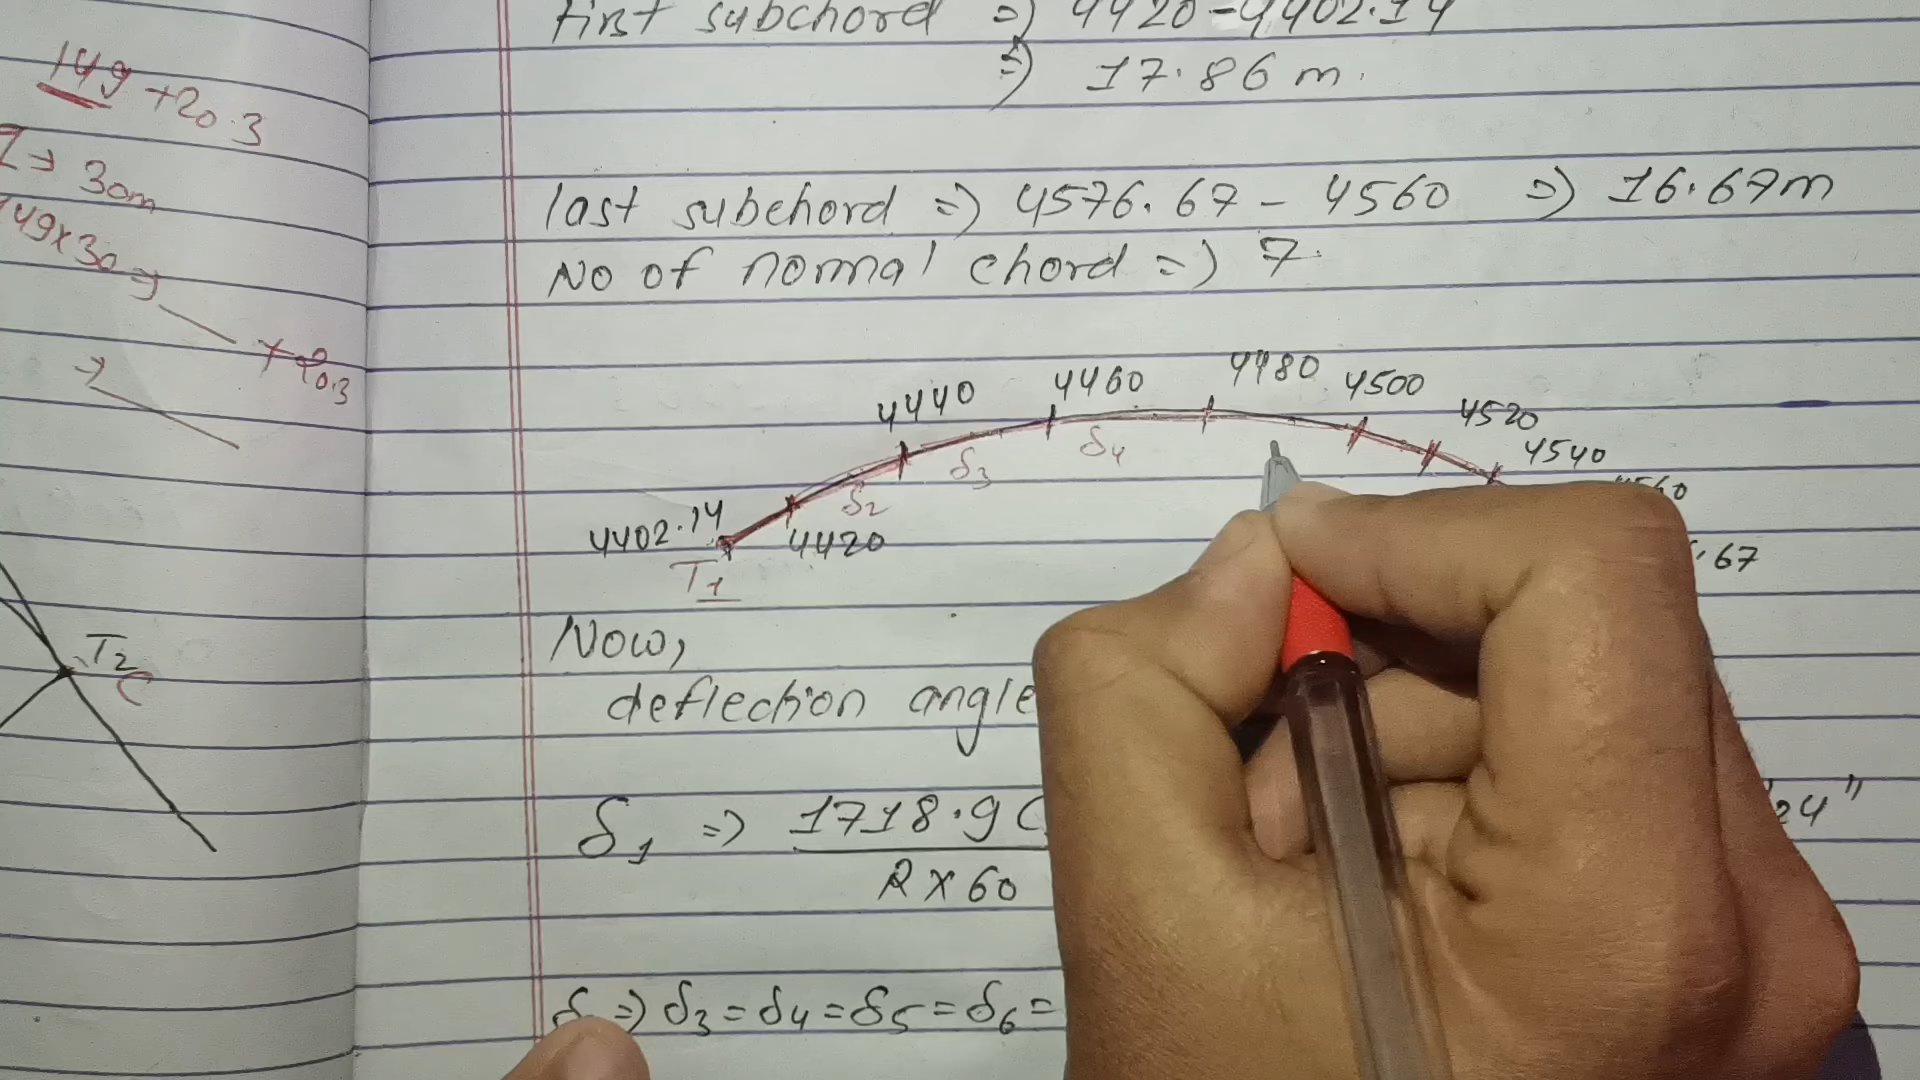 149 +20.3
30m
149x30 ⇒
+20.3
T2
C
First subchord ⇒ 4420-4402.14
⇒ 17.86 m.
last subchord ⇒ 4576.67 - 4560 ⇒ 16.67m
No of normal chord ⇒ 7.
4440 4460 4480 4500 4520 4540
δ2 δ3 δ4
4402.14 4420
T1
.67
Now,
deflection angle
δ1 ⇒ 1718.9 C
R x 60
24"
δ ⇒ δ3 = δ4 = δ5 = δ6 =